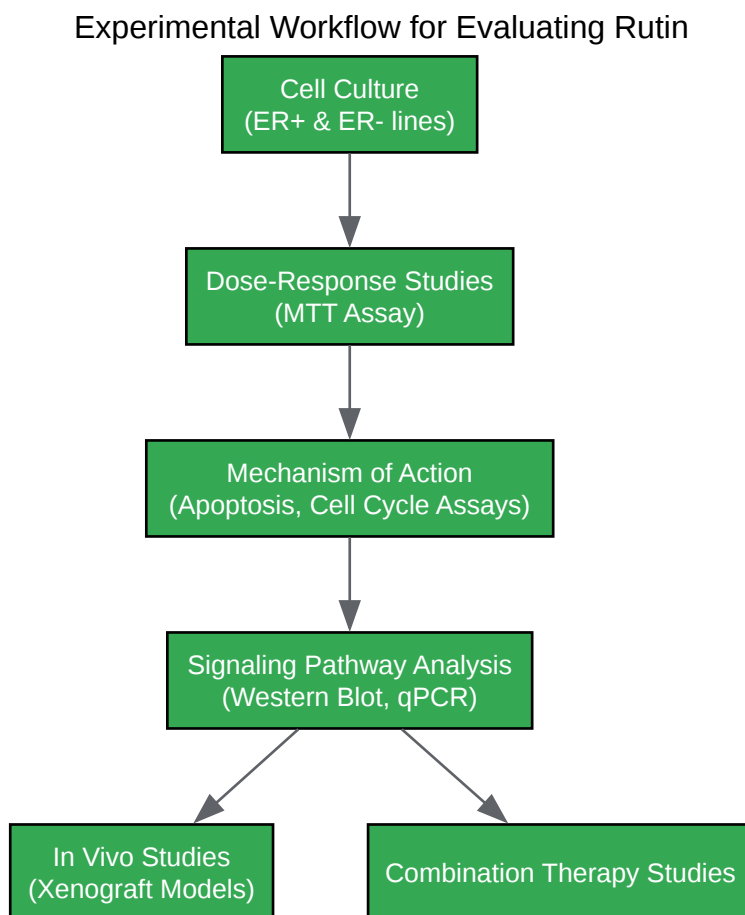 Experimental Workflow for Evaluating Rutin
Cell Culture
(ER+ & ER- lines)
Dose-Response Studies
(MTT Assay)
Mechanism of Action
(Apoptosis, Cell Cycle Assays)
Signaling Pathway Analysis
(Western Blot, qPCR)
In Vivo Studies
(Xenograft Models)
Combination Therapy Studies